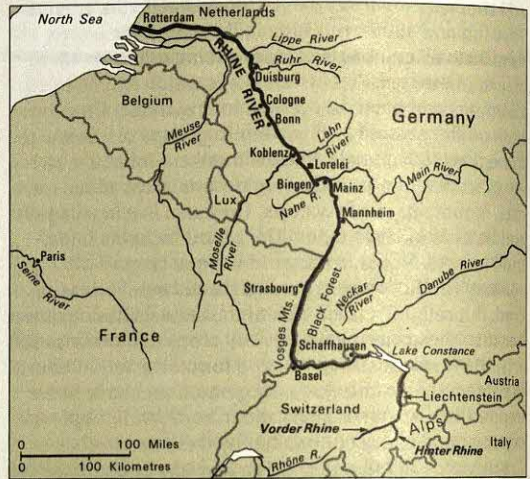 North Sea
Netherlands
Rotterdam
Lippe River
Ruhr River
RHINE RIVER
Duisburg
Cologne
Bonn
Belgium
Germany
Meuse
River
Lahn
River
Koblenz
Lorelei
Bingen
Mainz
Main River
Nahe R.
Lux
Mannheim
Moselle
River
Paris
Seine River
Strasbourg
Neckar
River
Danube River
Vosges Mts.
Black Forest
France
Schaffhausen
Lake Constance
Basel
Austria
Liechtenstein
Switzerland
Vorder Rhine
Alps
Hinter Rhine
Italy
Rhône R.
0 100 Miles
0 100 Kilometres